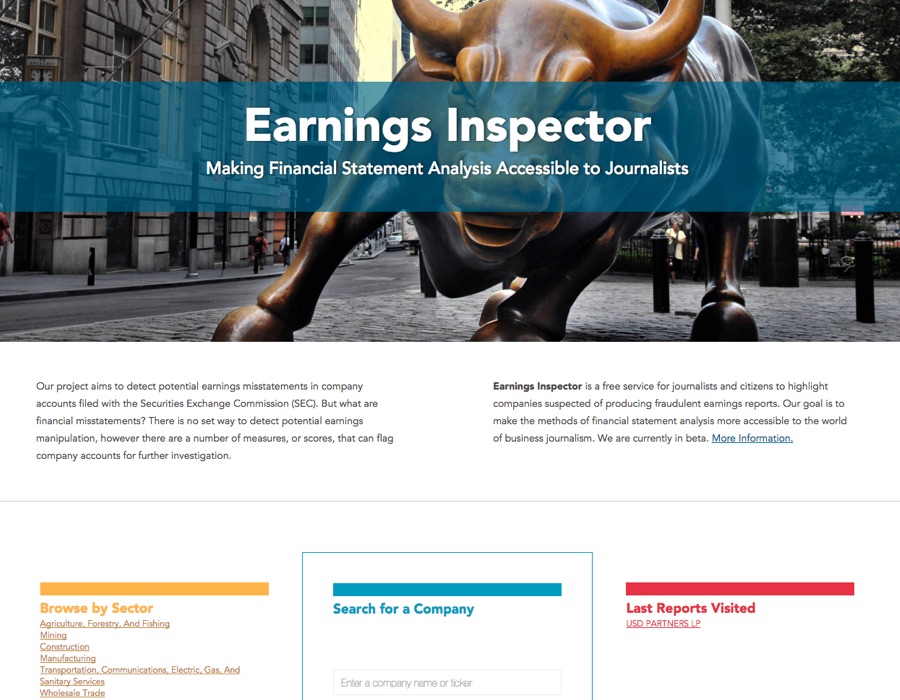 Earnings Inspector
Making Financial Statement Analysis Accessible to Journalists
Our project aims to detect potential earnings misstatements in company
accounts filed with the Securities Exchange Commission (SEC). But what are
financial misstatements? There is no set way to detect potential earnings
manipulation, however there are a number of measures, or scores, that can flag
company accounts for further investigation.
Earnings Inspector is a free service for journalists and citizens to highlight
companies suspected of producing fraudulent earnings reports. Our goal is to
make the methods of financial statement analysis more accessible to the world
of business journalism. We are currently in beta. More Information.
Browse by Sector
Agriculture, Forestry, And Fishing
Mining
Construction
Manufacturing
Transportation, Communications, Electric, Gas, And
Sanitary Services
Wholesale Trade
Search for a Company
Enter a company name or ticker
Last Reports Visited
USD PARTNERS LP